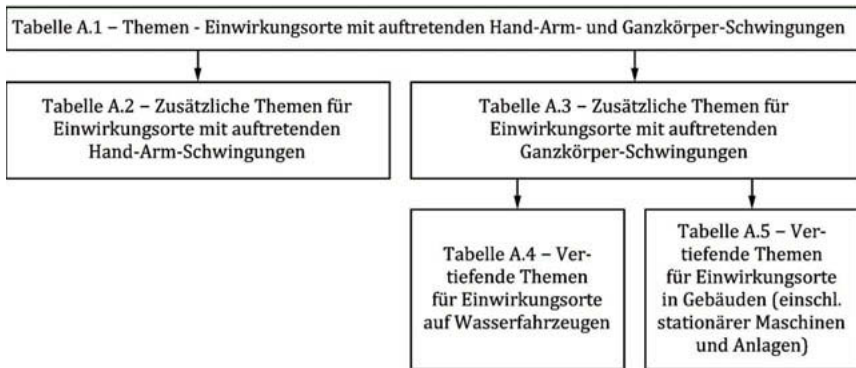 Tabelle A.1 – Themen - Einwirkungsorte mit auftretenden Hand-Arm- und Ganzkörper-Schwingungen
Tabelle A.2 – Zusätzliche Themen für
Einwirkungsorte mit auftretenden
Hand-Arm-Schwingungen
Tabelle A.3 – Zusätzliche Themen für
Einwirkungsorte mit auftretenden
Ganzkörper-Schwingungen
Tabelle A.4 – Ver-
tiefende Themen
für Einwirkungsorte
auf Wasserfahrzeugen
Tabelle A.5 – Ver-
tiefende Themen
für Einwirkungsorte
in Gebäuden (einschl.
stationärer Maschinen
und Anlagen)